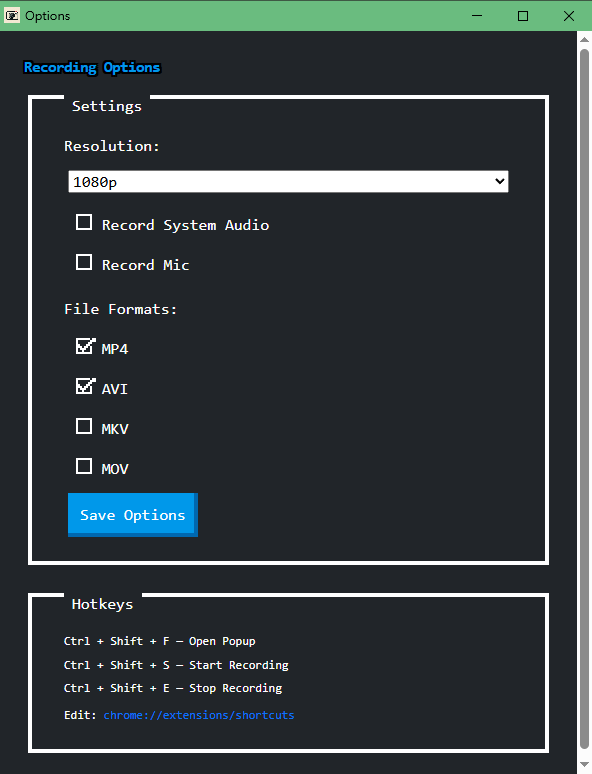 Options
Recording Options
Settings
Resolution:
1080p
Record System Audio
Record Mic
File Formats:
MP4
AVI
MKV
MOV
Save Options
Hotkeys
Ctrl + Shift + F – Open Popup
Ctrl + Shift + S – Start Recording
Ctrl + Shift + E – Stop Recording
Edit: chrome://extensions/shortcuts